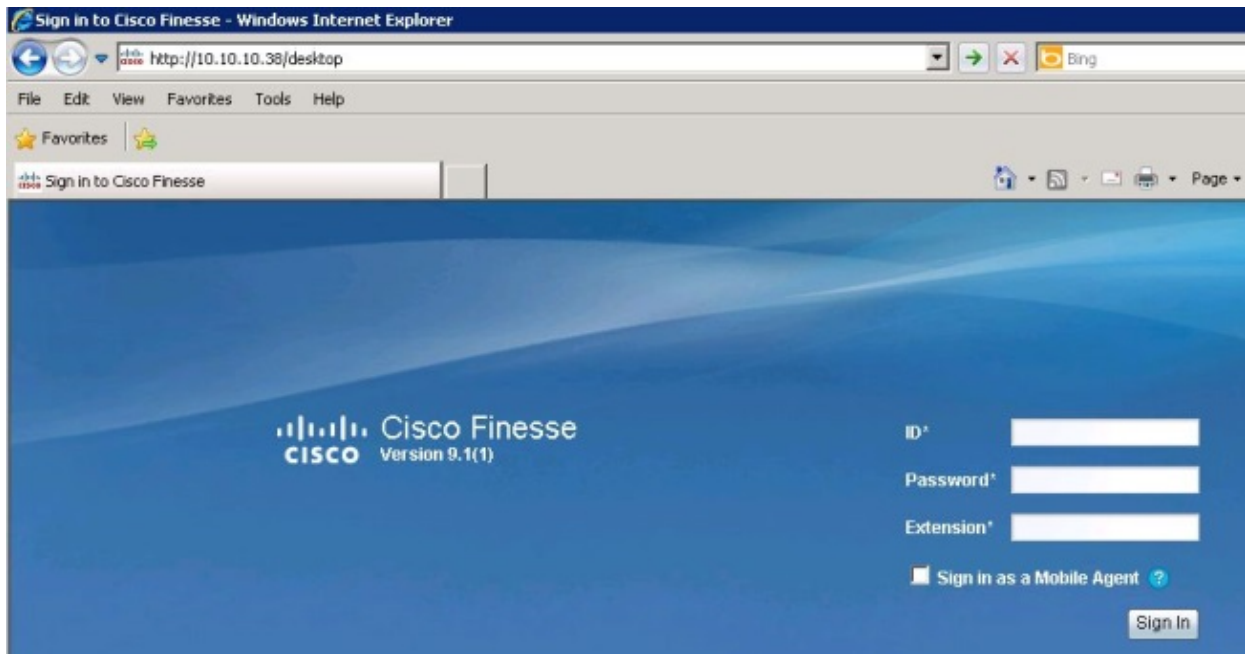 Sign in to Cisco Finesse - Windows Internet Explorer
http://10.10.10.38/desktop
Bing
File Edit View Favorites Tools Help
Favorites
Sign in to Cisco Finesse
Page
CISCO
Cisco Finesse
Version 9.1(1)
ID*
Password*
Extension*
Sign in as a Mobile Agent ?
Sign In